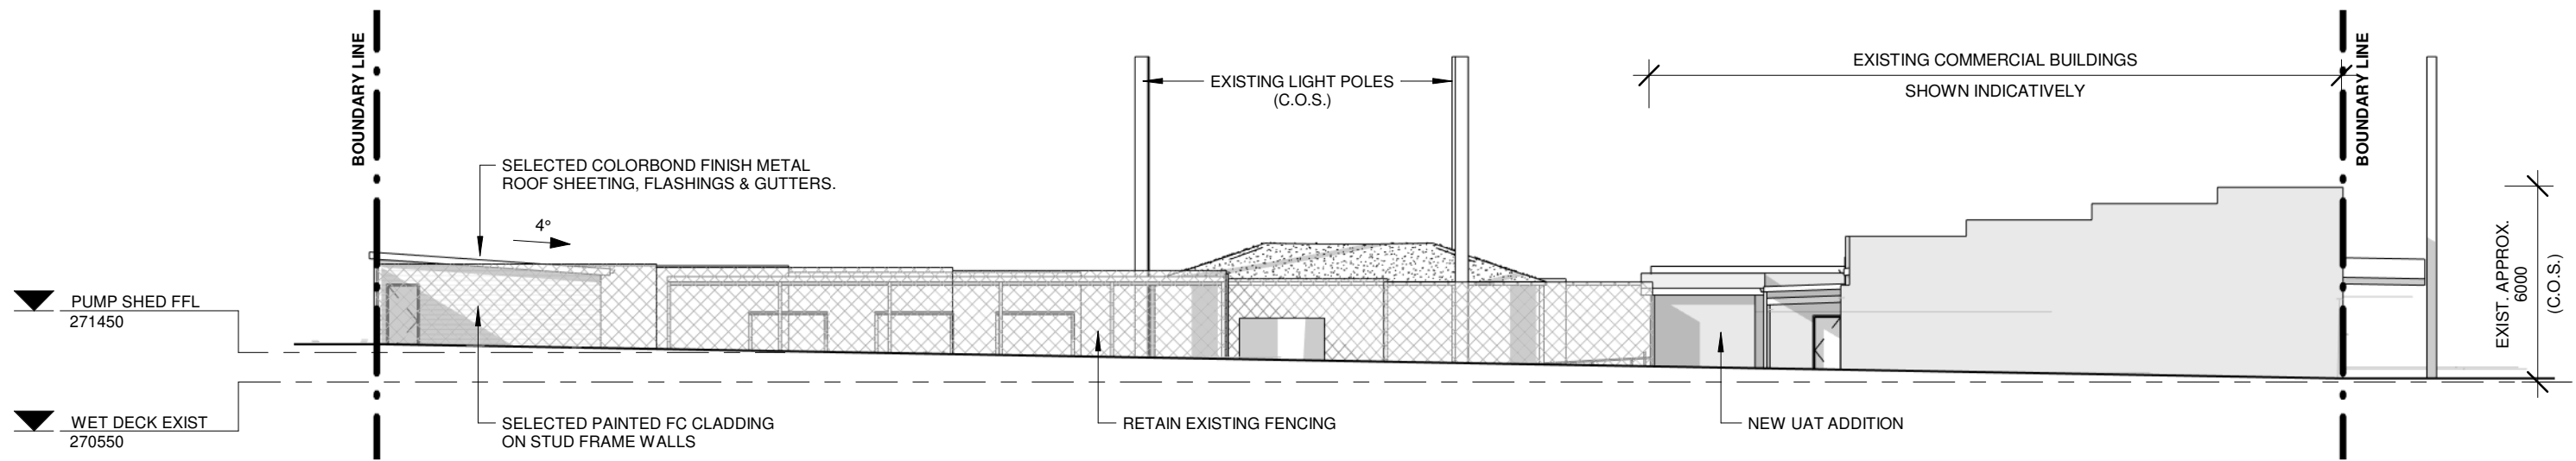 BOUNDARY LINE
EXISTING LIGHT POLES
(C.O.S.)
EXISTING COMMERCIAL BUILDINGS
SHOWN INDICATIVELY
BOUNDARY LINE
SELECTED COLORBOND FINISH METAL
ROOF SHEETING, FLASHINGS & GUTTERS.
4°
EXIST. APPROX.
6000
(C.O.S.)
PUMP SHED FFL
271450
WET DECK EXIST
270550
SELECTED PAINTED FC CLADDING
ON STUD FRAME WALLS
RETAIN EXISTING FENCING
NEW UAT ADDITION